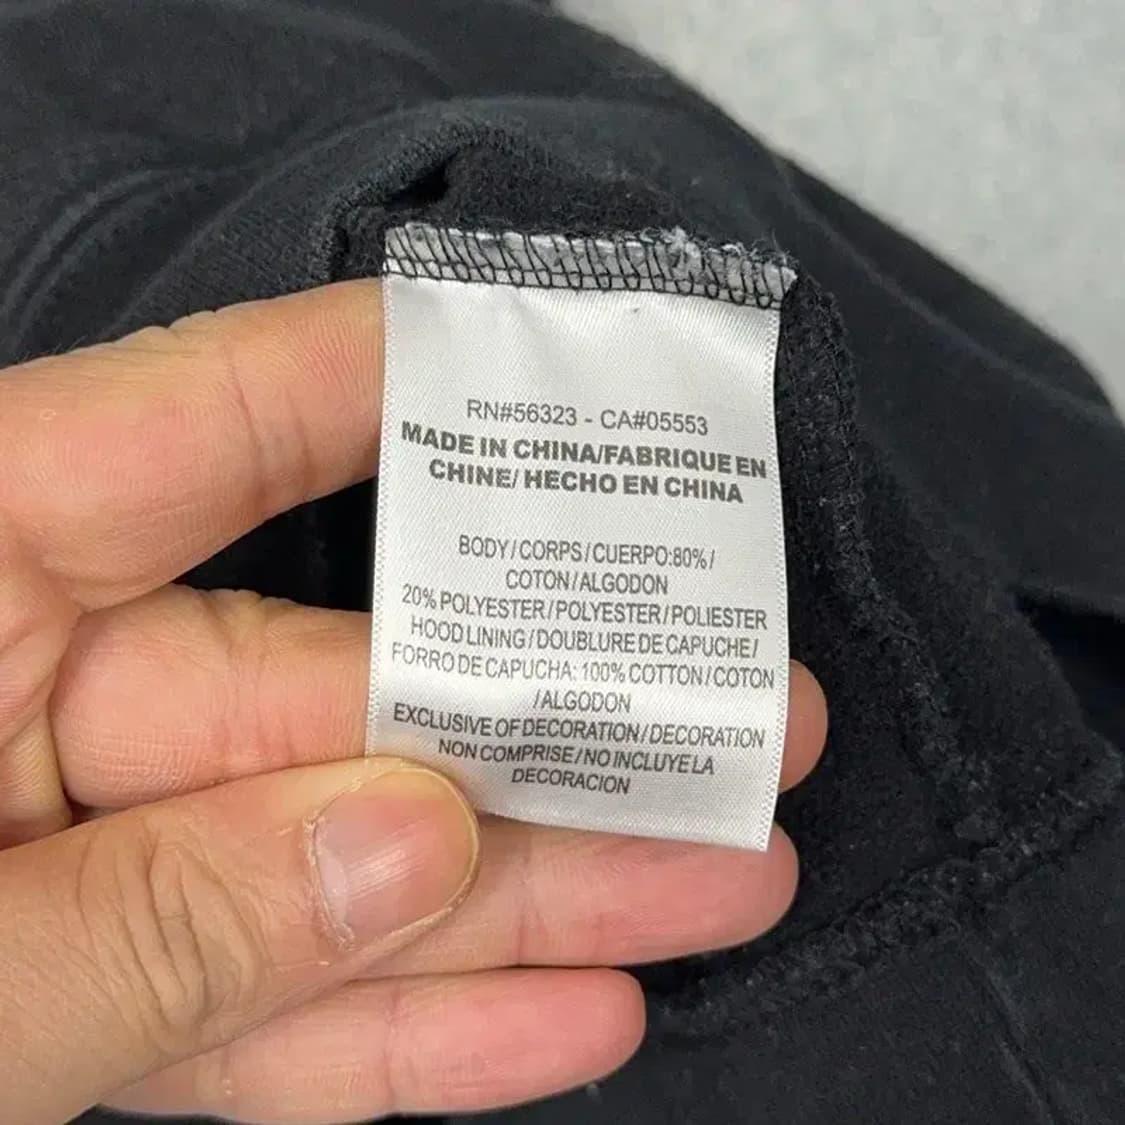 RN#56323 - CA#05553
MADE IN CHINA/FABRIQUE EN
CHINE/ HECHO EN CHINA
BODY/CORPS/CUERPO:80%/
COTON/ALGODON
20% POLYESTER/POLYESTER/POLIESTER
HOOD LINING/DOUBLURE DE CAPUCHE/
FORRO DE CAPUCHA: 100% COTTON/COTON
/ALGODON
EXCLUSIVE OF DECORATION/DECORATION
NON COMPRISE/NO INCLUYE LA
DECORACION